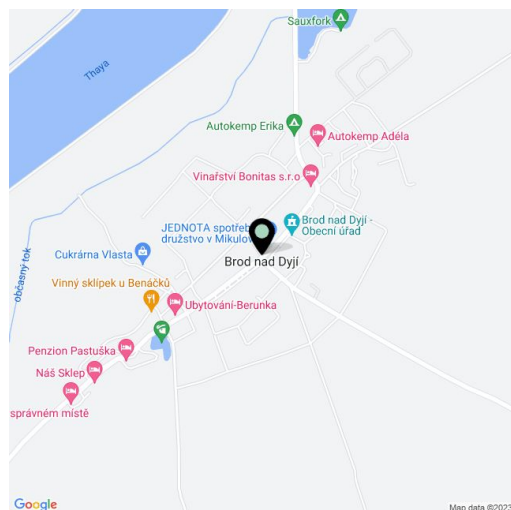 Sauxfork
Thaya
Autokemp Erika
Autokemp Adéla
Vinařství Bonitas s.r.o
JEDNOTA spotřeb
družstvo v Mikulov
Brod nad Dyjí -
Obecní úřad
Cukrárna Vlasta
Brod nad Dyjí
občasný tok
Vinný sklípek u Benáčků
Ubytování-Berunka
Penzion Pastuška
Náš Sklep
správném místě
Google
Map data ©2023